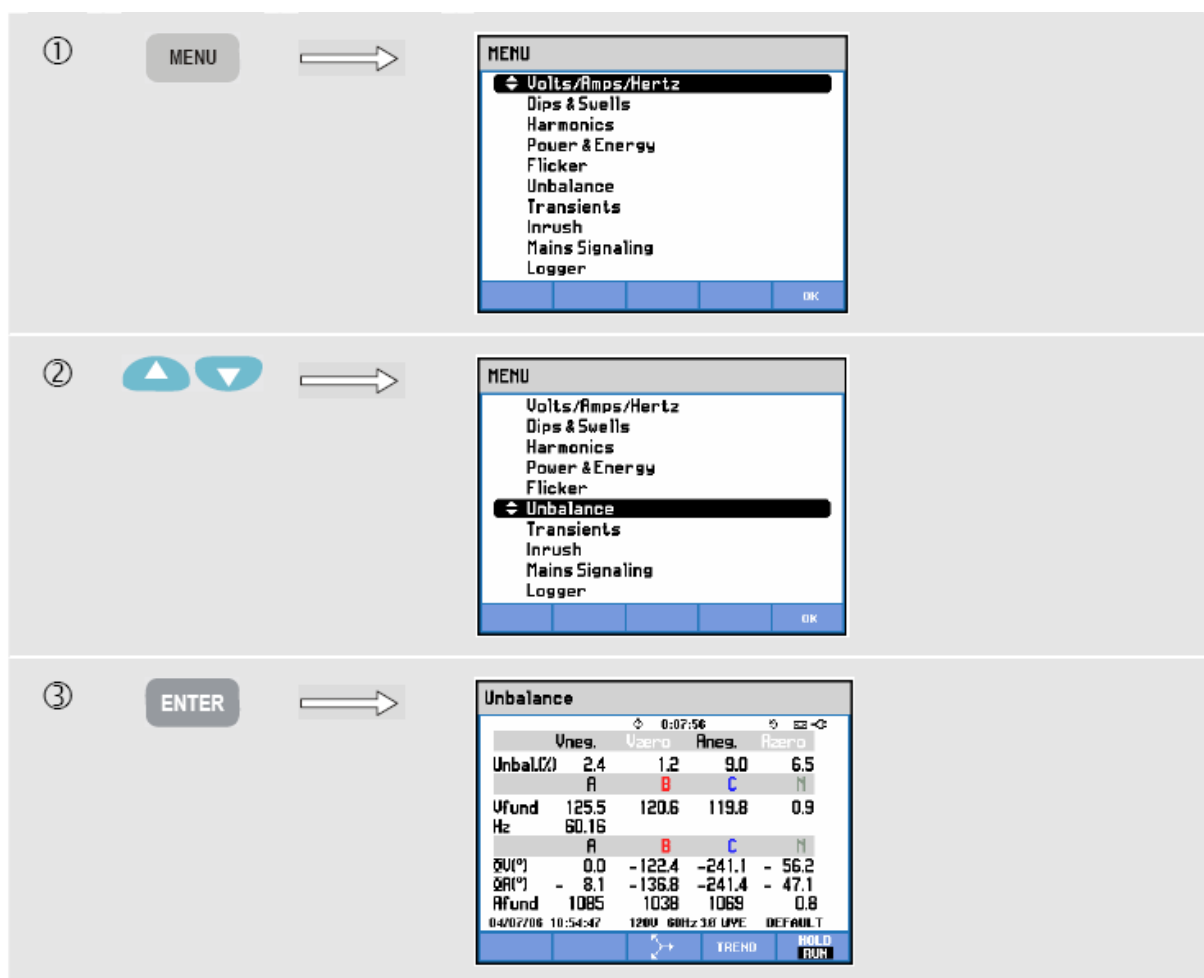 ① MENU
MENU
Volts/Amps/Hertz
Dips & Swells
Harmonics
Power & Energy
Flicker
Unbalance
Transients
Inrush
Mains Signaling
Logger
OK
②
MENU
Volts/Amps/Hertz
Dips & Swells
Harmonics
Power & Energy
Flicker
Unbalance
Transients
Inrush
Mains Signaling
Logger
OK
③ ENTER
Unbalance
0:07:56
Vneg. Vzero Aneg. Azero
Unbal.(%) 2.4 1.2 9.0 6.5
A B C N
Vfund 125.5 120.6 119.8 0.9
Hz 60.16
A B C N
ΦV(°) 0.0 -122.4 -241.1 - 56.2
ΦA(°) - 8.1 -136.8 -241.4 - 47.1
Afund 1085 1038 1069 0.8
04/07/06 10:54:47 120V 60Hz 3Ø WYE DEFAULT
TREND HOLD
RUN